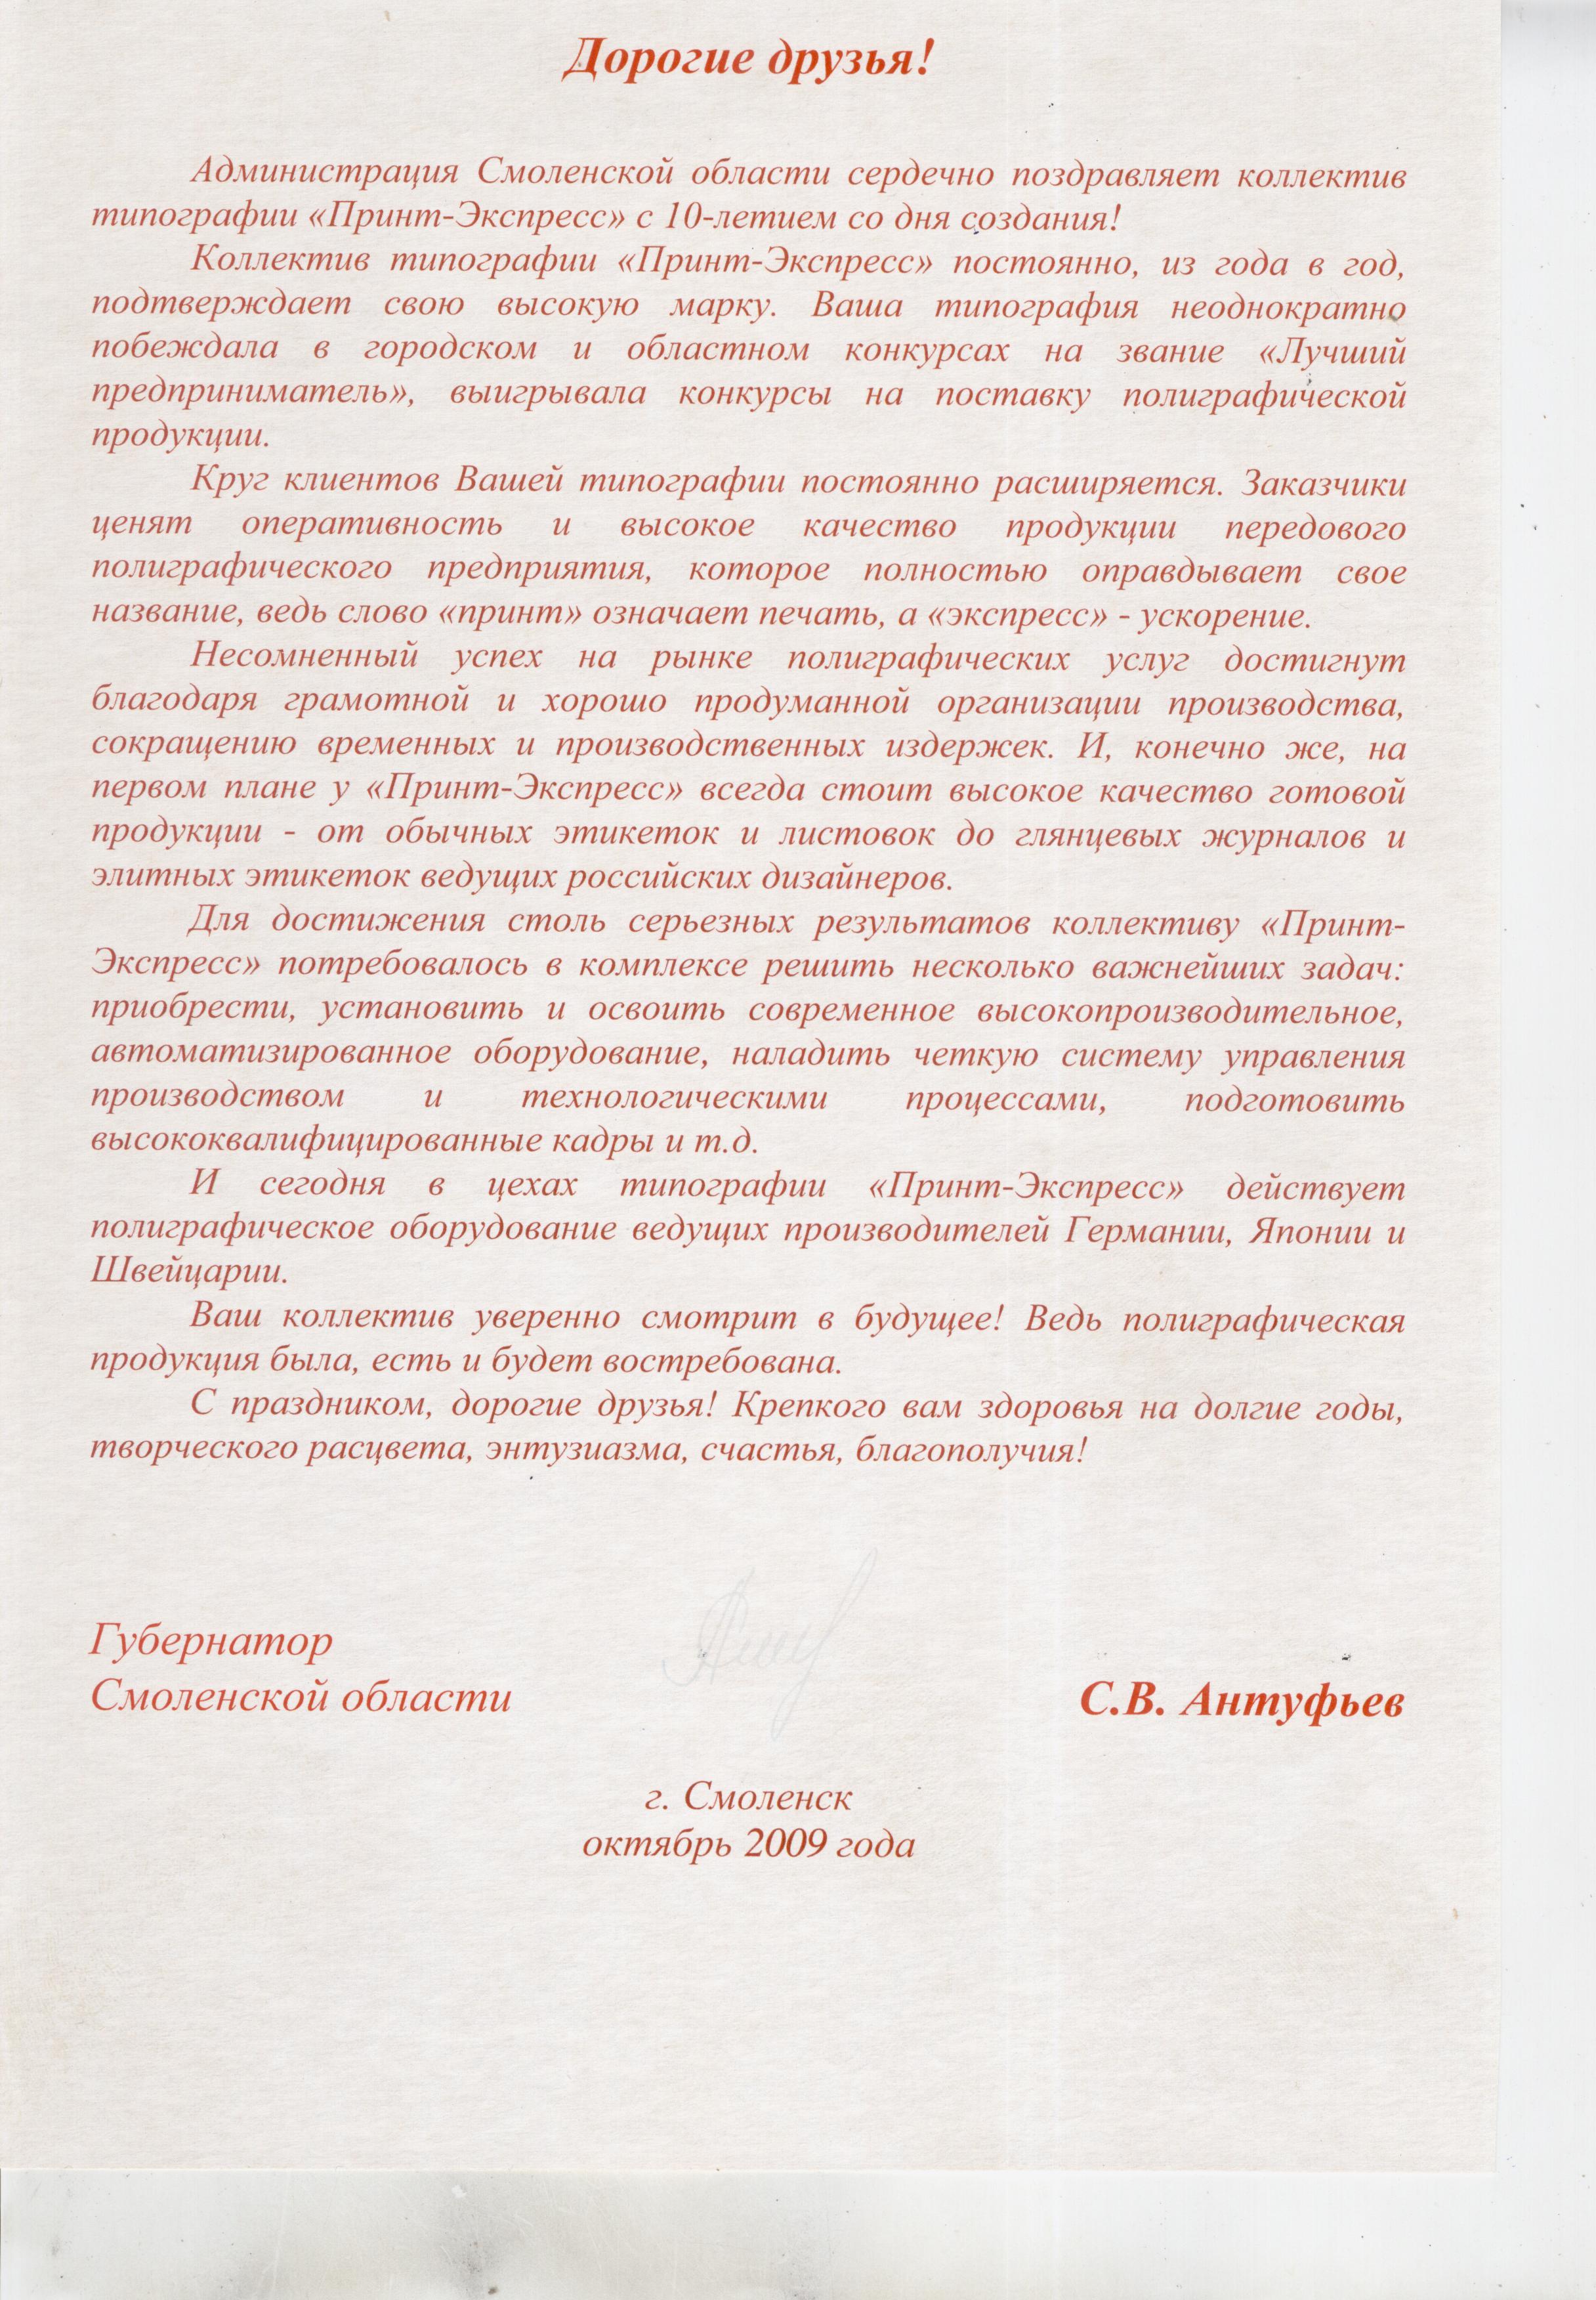 Дорогие друзья!
Администрация Смоленской области сердечно поздравляет коллектив
типографии «Принт-Экспресс» с 10-летием со дня создания!
Коллектив типографии «Принт-Экспресс» постоянно, из года в год,
подтверждает свою высокую марку. Ваша типография неоднократно
побеждала в городском и областном конкурсах на звание «Лучший
предприниматель», выигрывала конкурсы на поставку полиграфической
продукции.
Круг клиентов Вашей типографии постоянно расширяется. Заказчики
ценят оперативность и высокое качество продукции передового
полиграфического предприятия, которое полностью оправдывает свое
название, ведь слово «принт» означает печать, а «экспресс» - ускорение.
Несомненный успех на рынке полиграфических услуг достигнут
благодаря грамотной и хорошо продуманной организации производства,
сокращению временных и производственных издержек. И, конечно же, на
первом плане у «Принт-Экспресс» всегда стоит высокое качество готовой
продукции - от обычных этикеток и листовок до глянцевых журналов и
элитных этикеток ведущих российских дизайнеров.
Для достижения столь серьезных результатов коллективу «Принт-
Экспресс» потребовалось в комплексе решить несколько важнейших задач:
приобрести, установить и освоить современное высокопроизводительное,
автоматизированное оборудование, наладить четкую систему управления
производством и технологическими процессами, подготовить
высококвалифицированные кадры и т.д.
И сегодня в цехах типографии «Принт-Экспресс» действует
полиграфическое оборудование ведущих производителей Германии, Японии и
Швейцарии.
Ваш коллектив уверенно смотрит в будущее! Ведь полиграфическая
продукция была, есть и будет востребована.
С праздником, дорогие друзья! Крепкого вам здоровья на долгие годы,
творческого расцвета, энтузиазма, счастья, благополучия!
Губернатор
Смоленской области
С.В. Антуфьев
г. Смоленск
октябрь 2009 года